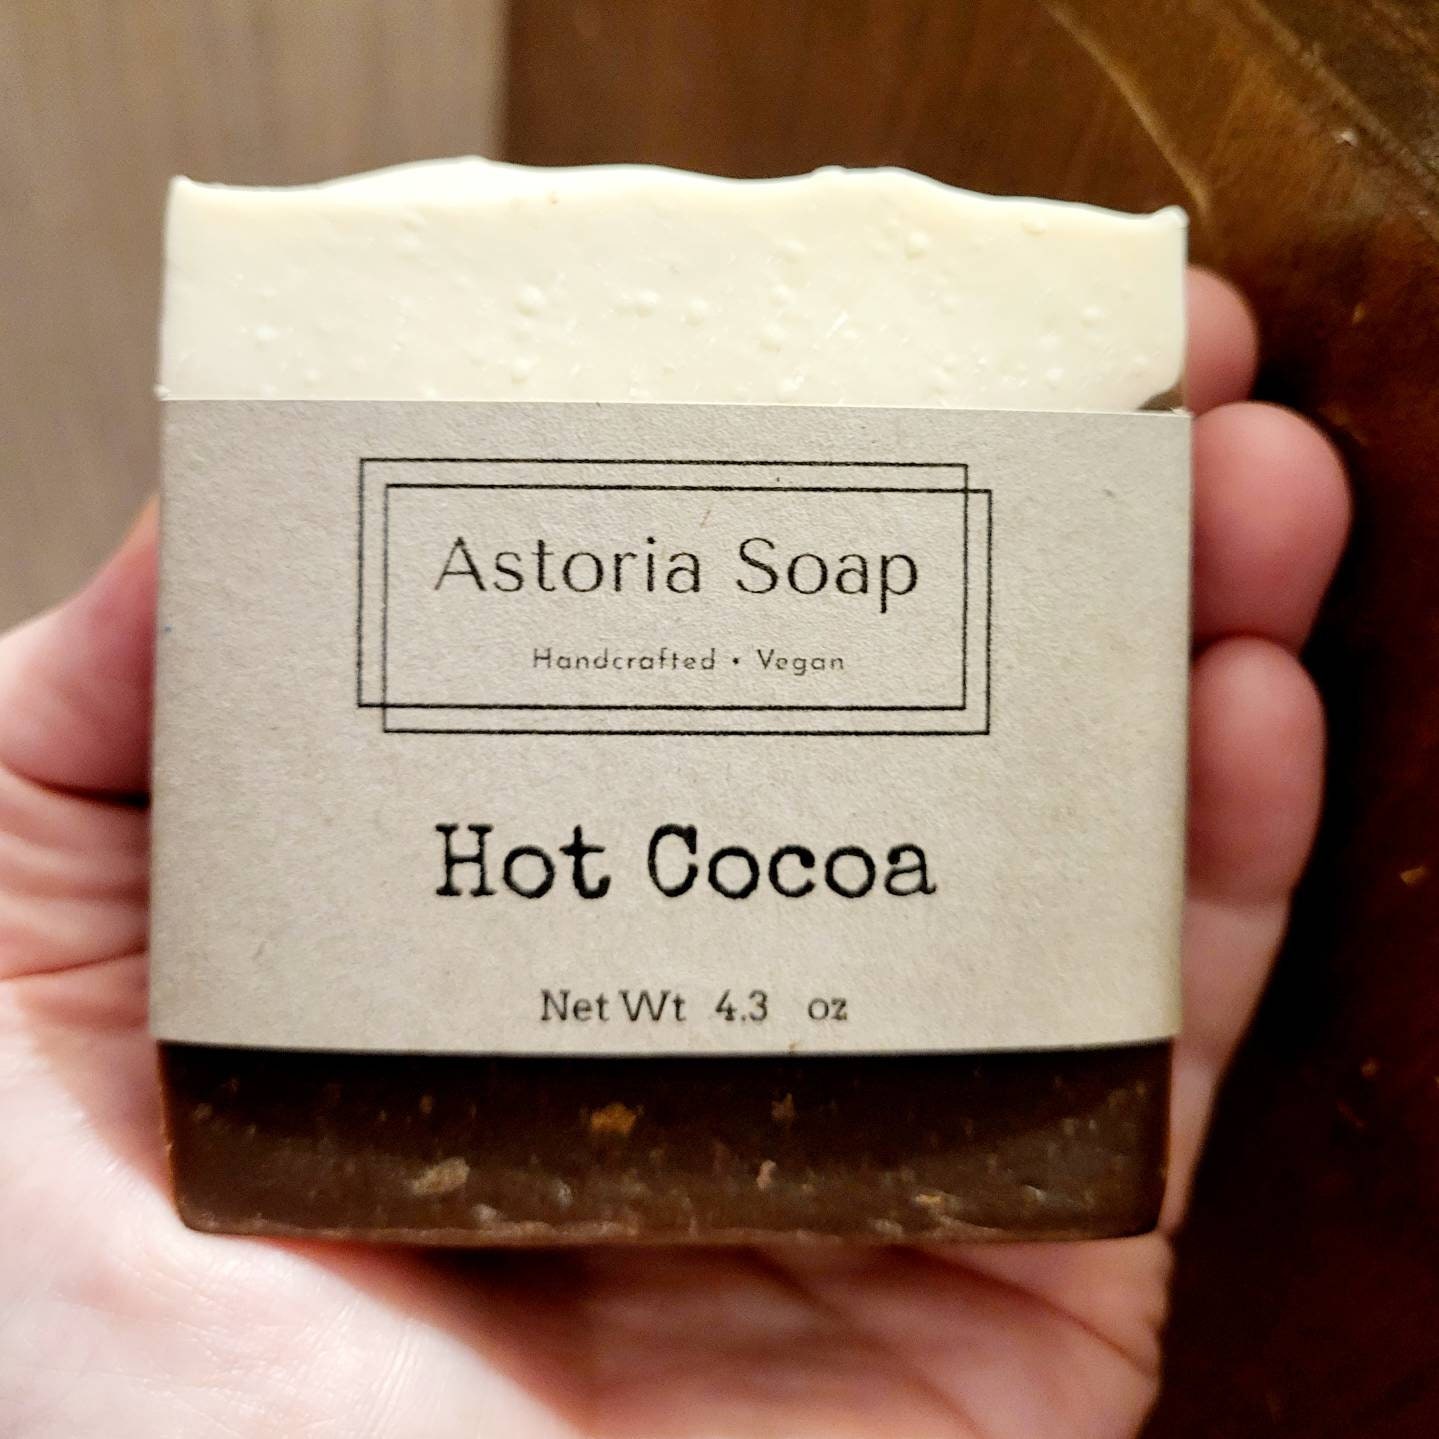 Astoria Soap
Handcrafted • Vegan
Hot Cocoa
Net Wt 4.3 oz